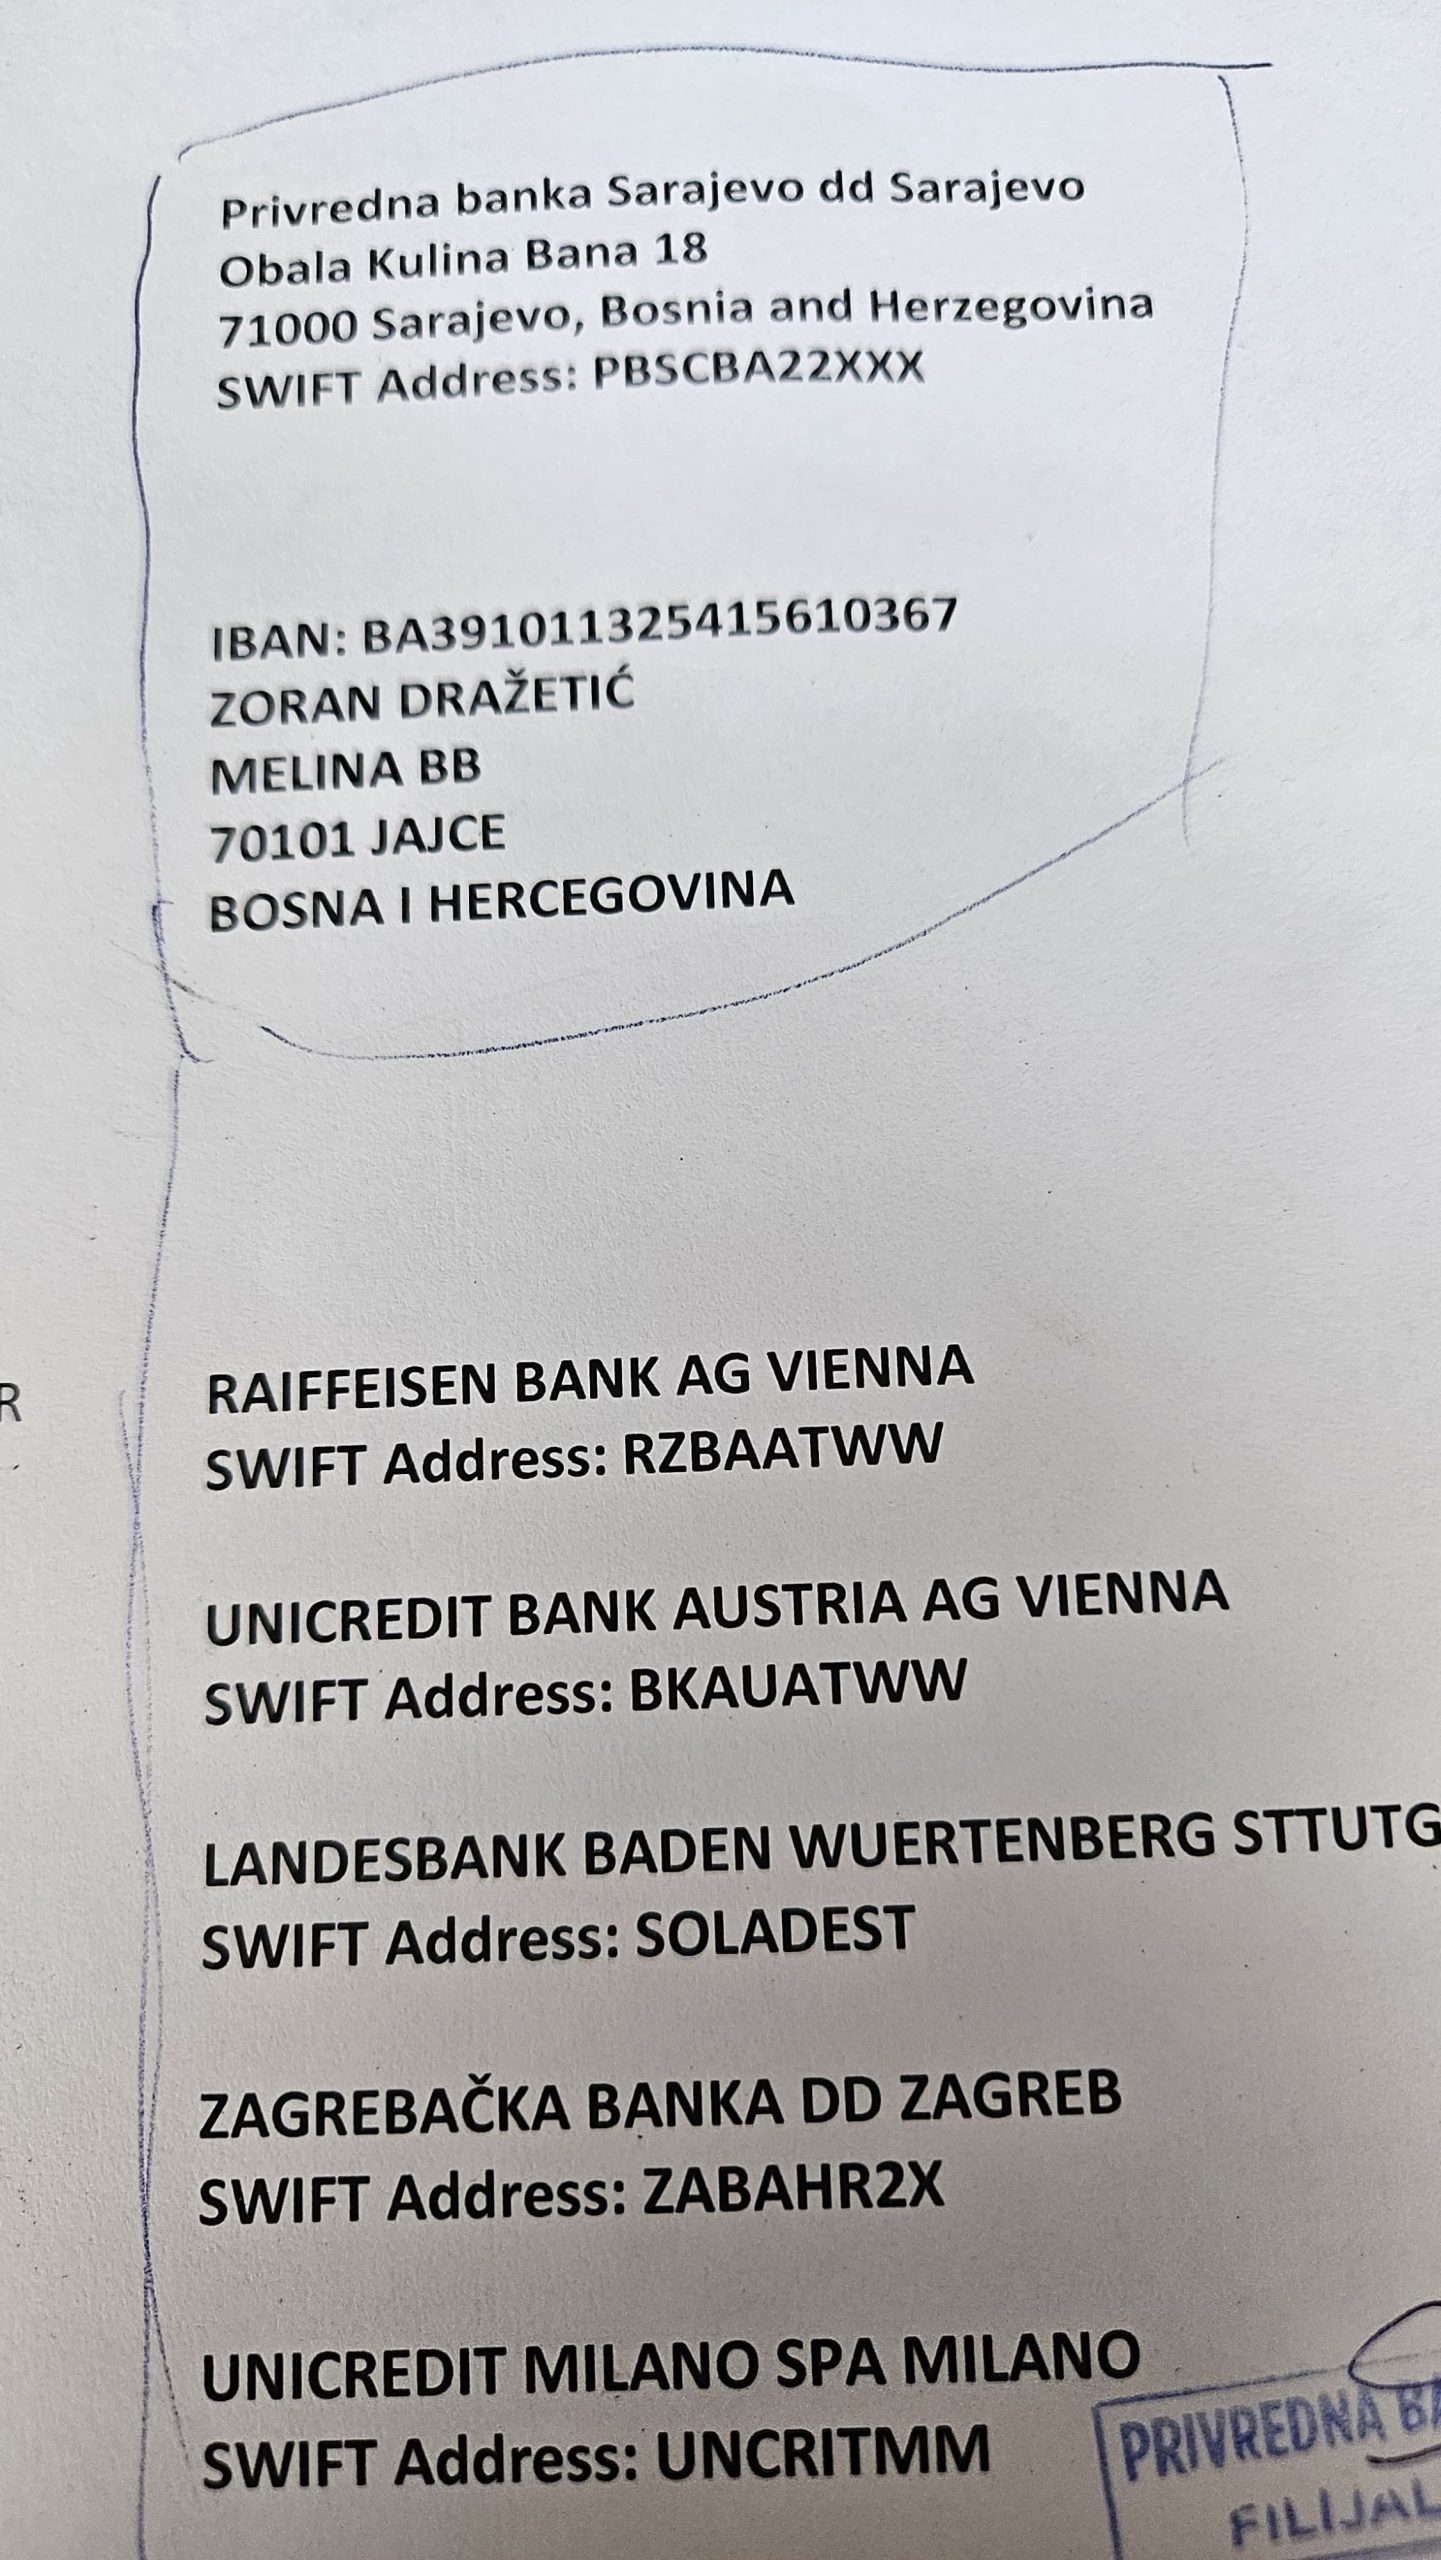 Privredna banka Sarajevo dd Sarajevo
Obala Kulina Bana 18
71000 Sarajevo, Bosnia and Herzegovina
SWIFT Address: PBSCBA22XXX
IBAN: BA391011325415610367
ZORAN DRAŽETIĆ
MELINA BB
70101 JAJCE
BOSNA I HERCEGOVINA
R
RAIFFEISEN BANK AG VIENNA
SWIFT Address: RZBAATWW
UNICREDIT BANK AUSTRIA AG VIENNA
SWIFT Address: BKAUATWW
LANDESBANK BADEN WUERTENBERG STTUTG
SWIFT Address: SOLADEST
ZAGREBAČKA BANKA DD ZAGREB
SWIFT Address: ZABAHR2X
UNICREDIT MILANO SPA MILANO
SWIFT Address: UNCRITMM
PRIVREDNA BA
FILIJAL